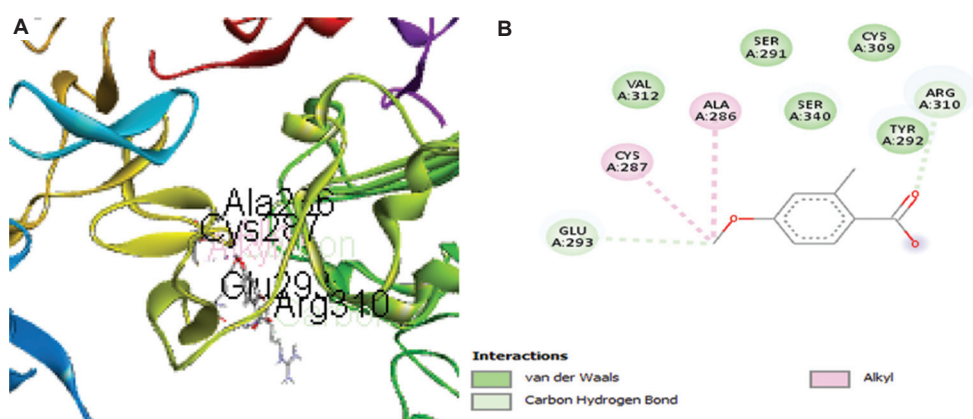 A
Ala286
Cys287
Alkyl
Arg310
B
SER
A:291
CYS
A:309
VAL
A:312
ALA
A:286
SER
A:340
ARG
A:310
TYR
A:292
CYS
A:287
GLU
A:293
O
O
O
Interactions
van der Waals
Carbon Hydrogen Bond
Alkyl